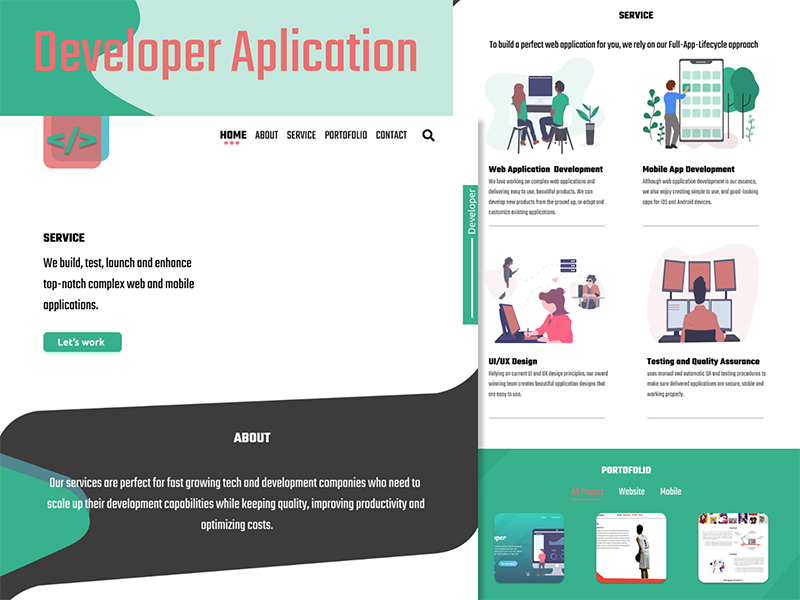 Developer Aplication
</>
HOME ABOUT SERVICE PORTOFOLIO CONTACT
SERVICE
We build, test, launch and enhance
top-notch complex web and mobile
applications.
Let's work
ABOUT
Our services are perfect for fast growing tech and development companies who need to
scale up their development capabilities while keeping quality, improving productivity and
optimizing costs.
Developer
SERVICE
To build a perfect web application for you, we rely on our Full-App-Lifecycle approach
Web Application Development
We love working on complex web applications and
delivering easy to use, beautiful products. We can
develop new products from the ground up, or adapt and
customize existing applications.
Mobile App Development
Although web application development is our essence,
we also enjoy creating simple to use, and good-looking
apps for iOS and Android devices.
UI/UX Design
Relying on current UI and UX design principles, our award
winning team creates beautiful application designs that
are easy to use.
Testing and Quality Assurance
uses manual and automatic QA and testing procedures to
make sure delivered applications are secure, stable and
working properly.
PORTOFOLIO
All Project Website Mobile